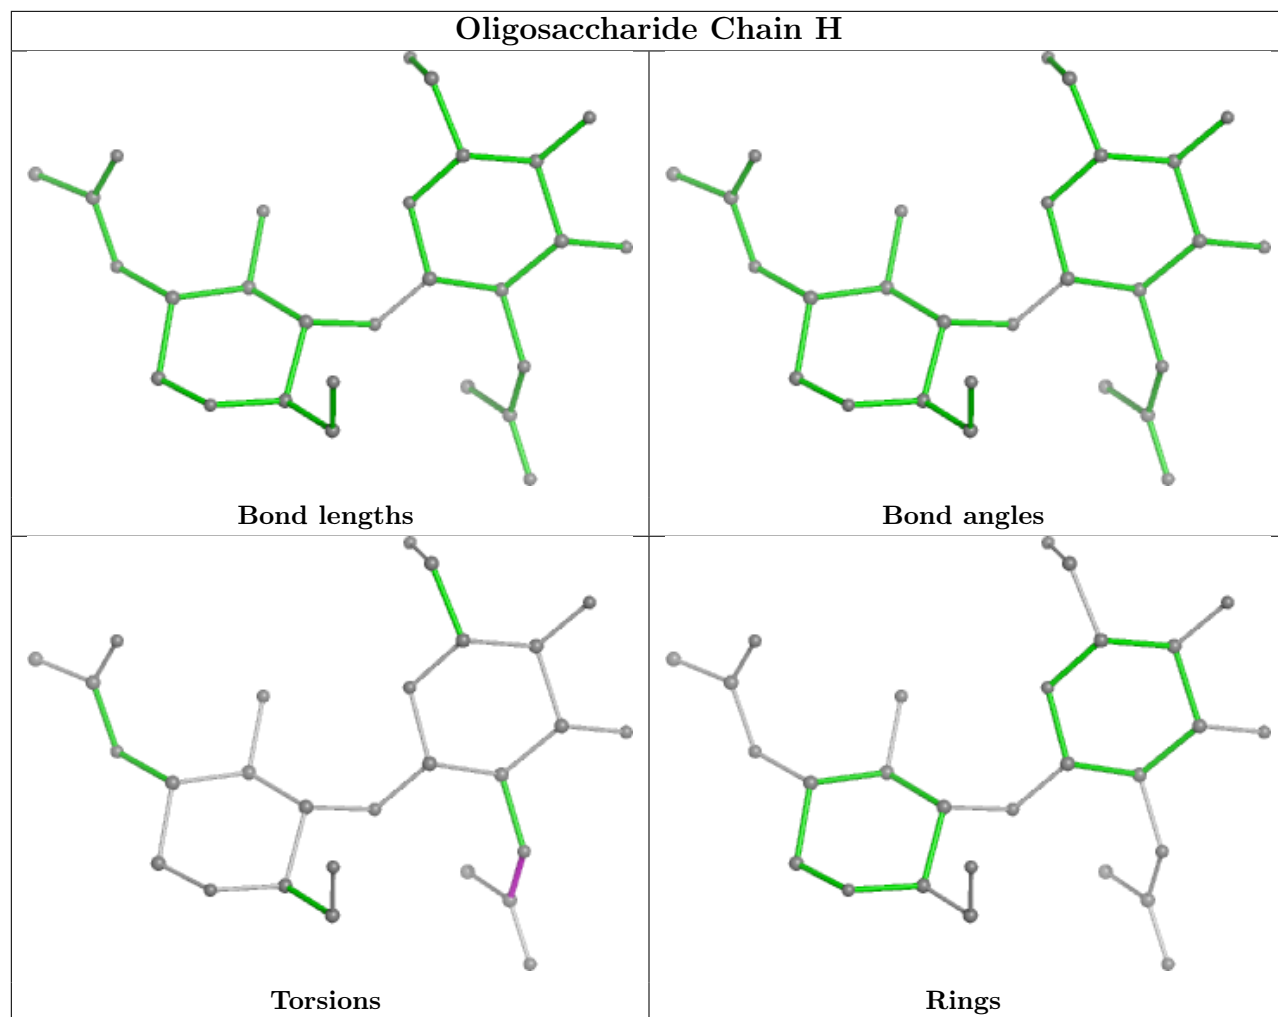 Oligosaccharide Chain H
Bond lengths
Bond angles
Torsions
Rings